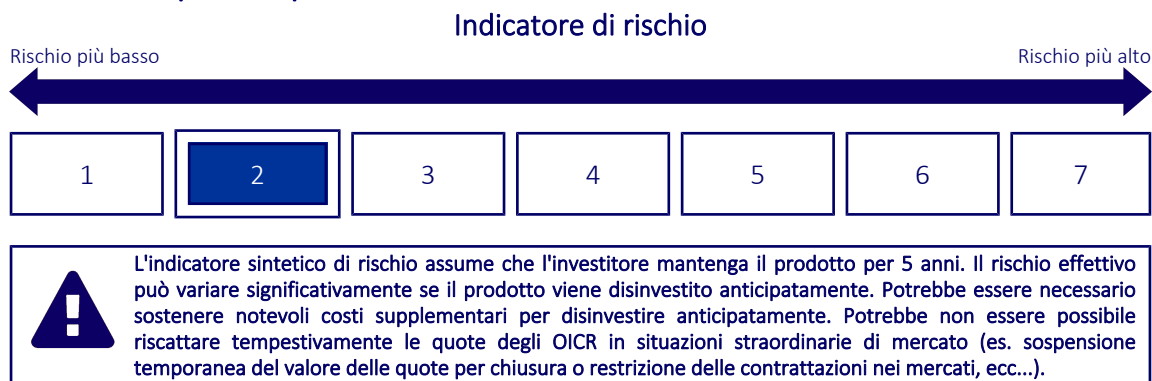 Indicatore di rischio
Rischio più basso Rischio più alto
1 2 3 4 5 6 7
L'indicatore sintetico di rischio assume che l'investitore mantenga il prodotto per 5 anni. Il rischio effettivo
può variare significativamente se il prodotto viene disinvestito anticipatamente. Potrebbe essere necessario
sostenere notevoli costi supplementari per disinvestire anticipatamente. Potrebbe non essere possibile
riscattare tempestivamente le quote degli OICR in situazioni straordinarie di mercato (es. sospensione
temporanea del valore delle quote per chiusura o restrizione delle contrattazioni nei mercati, ecc...).